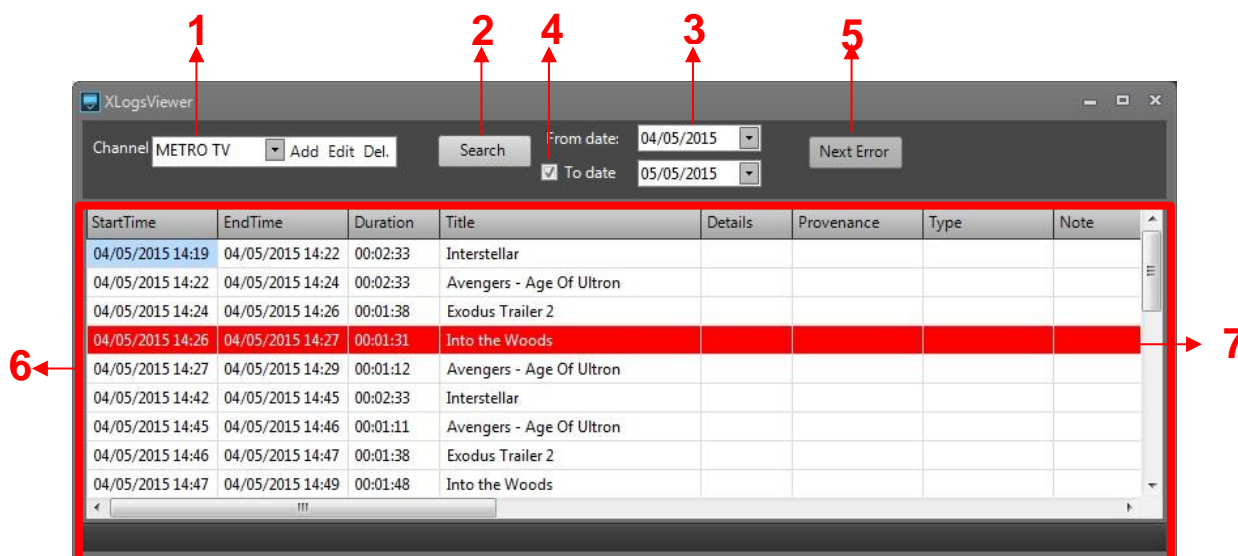 1 2 4 3 5
XLogsViewer
Channel METRO TV Add Edit Del. Search From date: 04/05/2015 Next Error
To date 05/05/2015
StartTime EndTime Duration Title Details Provenance Type Note
04/05/2015 14:19 04/05/2015 14:22 00:02:33 Interstellar
04/05/2015 14:22 04/05/2015 14:24 00:02:33 Avengers - Age Of Ultron
04/05/2015 14:24 04/05/2015 14:26 00:01:38 Exodus Trailer 2
04/05/2015 14:26 04/05/2015 14:27 00:01:31 Into the Woods
6 7
04/05/2015 14:27 04/05/2015 14:29 00:01:12 Avengers - Age Of Ultron
04/05/2015 14:42 04/05/2015 14:45 00:02:33 Interstellar
04/05/2015 14:45 04/05/2015 14:46 00:01:11 Avengers - Age Of Ultron
04/05/2015 14:46 04/05/2015 14:47 00:01:38 Exodus Trailer 2
04/05/2015 14:47 04/05/2015 14:49 00:01:48 Into the Woods